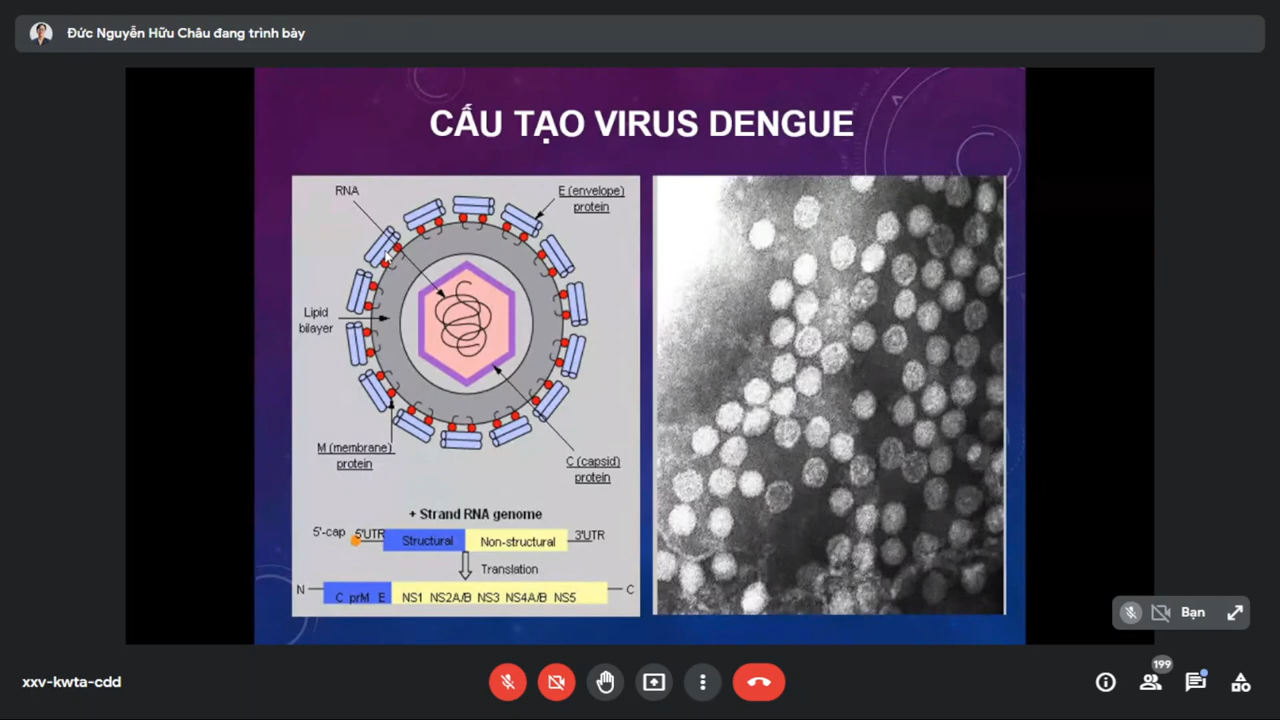 Đức Nguyễn Hữu Châu đang trình bày
CẤU TẠO VIRUS DENGUE
RNA
E (envelope)
protein
Lipid
bilayer
M (membrane)
protein
C (capsid)
protein
+ Strand RNA genome
5'-cap 5'UTR Structural Non-structural 3'UTR
Translation
N C prM E NS1 NS2A/B NS3 NS4A/B NS5 C
Bạn
xxv-kwta-cdd
199